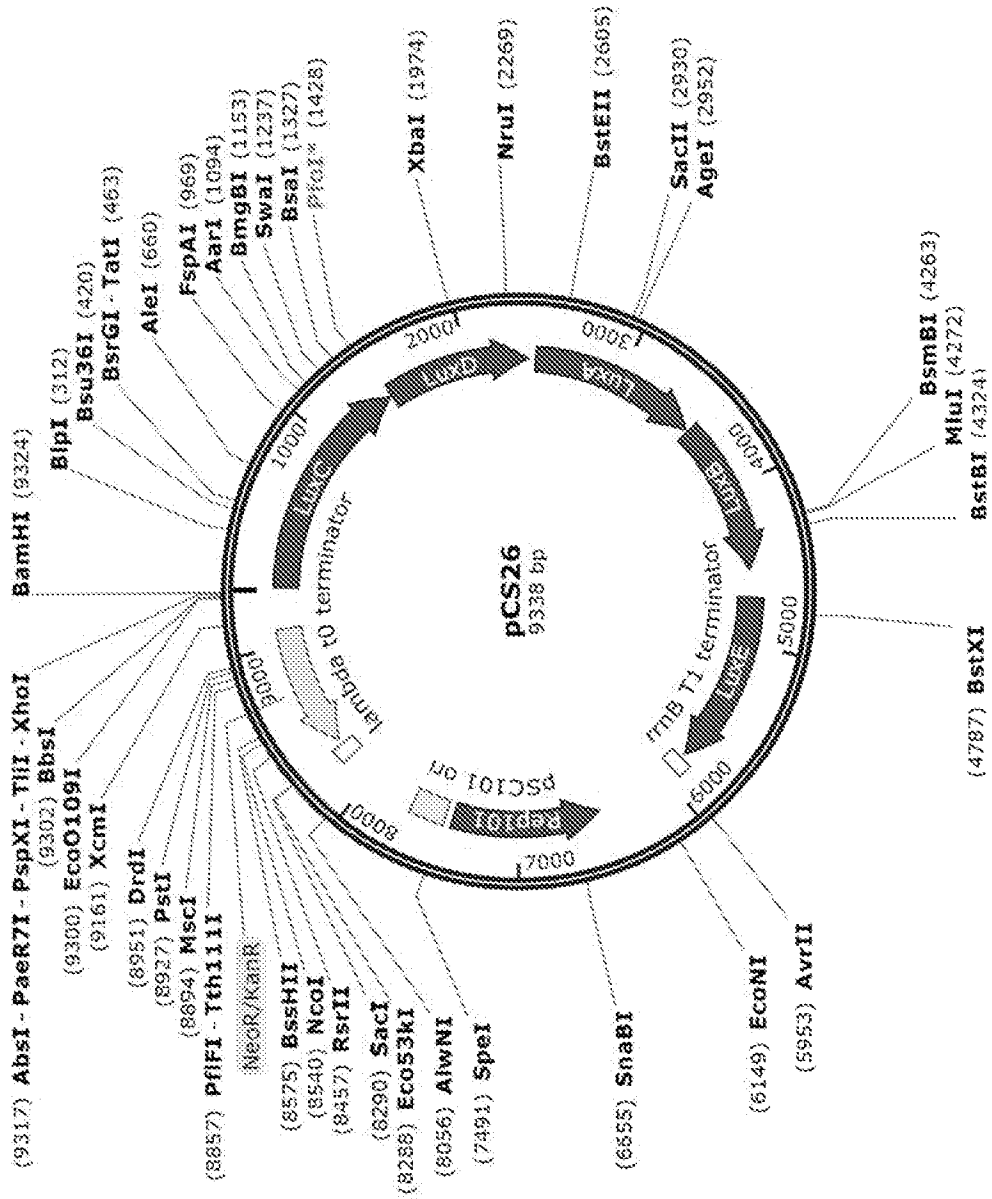 BamHI (9324)
BlpI (312)
Bsu36I (420)
BsrGI - TatI (463)
AleI (660)
FspAI (969)
AarI (1094)
BmgBI (1153)
SwaI (1237)
BsaI (1327)
PfoI* (1428)
XbaI (1974)
NruI (2269)
BstEII (2605)
SacII (2930)
AgeI (2952)
BsmBI (4263)
MluI (4272)
BstBI (4324)
(4787) BstXI
(5953) AvrII
(6149) EcoNI
(6655) SnaBI
(7491) SpeI
(8056) AlwNI
(8288) Eco53kI
(8290) SacI
(8457) RsrII
(8540) NcoI
(8575) BssHII
NeoR/KanR
(8857) PflFI - Tth111I
(8894) MscI
(8927) PstI
(8951) DrdI
(9161) XcmI
(9300) EcoO109I
(9302) BbsI
(9317) AbsI - PaeR7I - PspXI - TliI - XhoI
1000
2000
3000
4000
5000
6000
7000
8000
9000
LuxC
LuxD
LuxA
LuxB
LuxE
rrnB T1 terminator
Rep101
pSC101 ori
lambda t0 terminator
pCS26
9338 bp